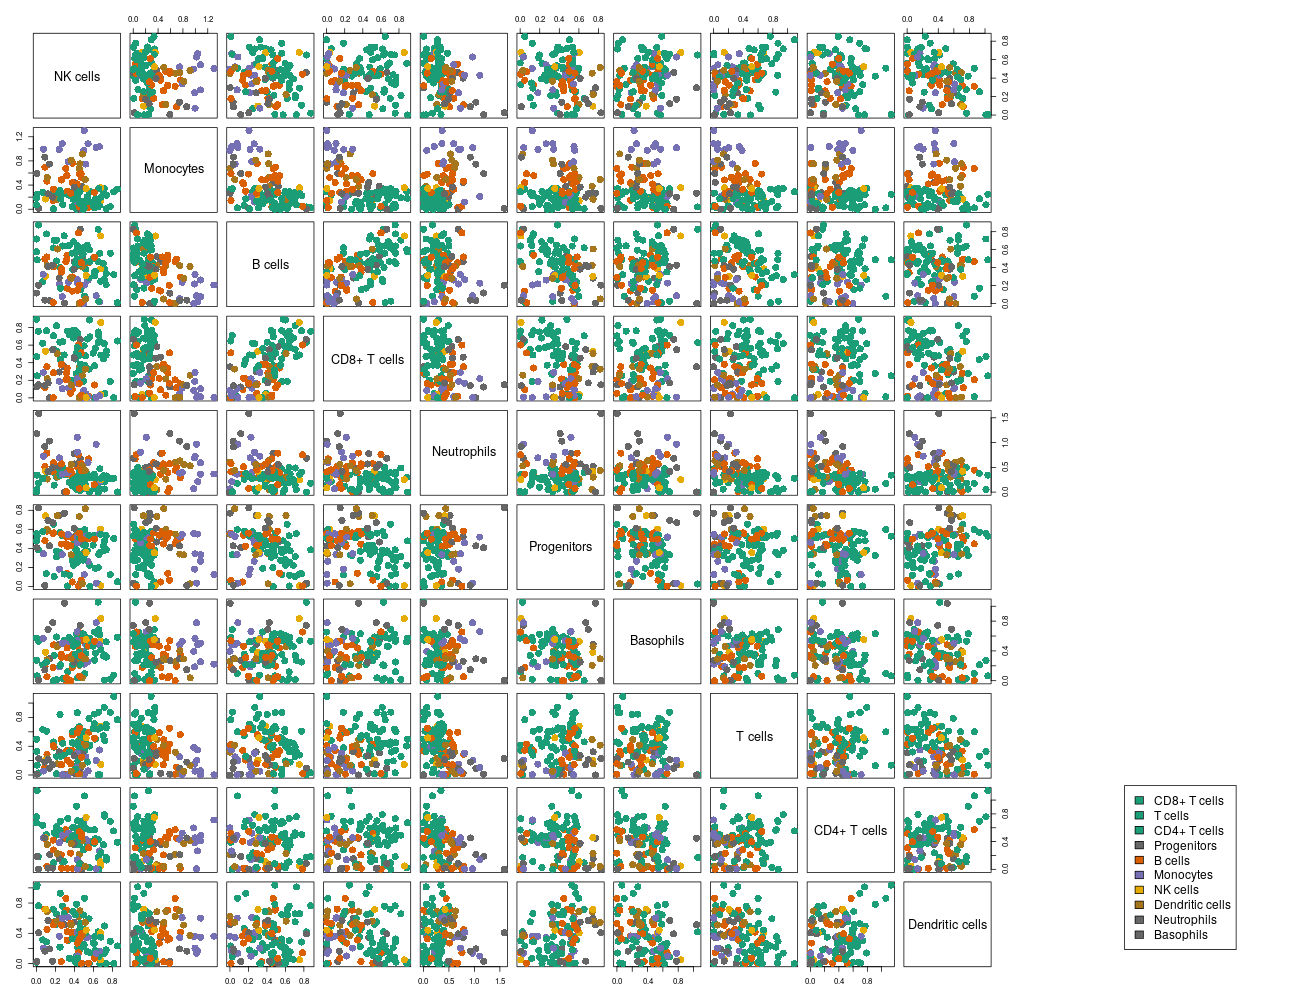 0.0 0.4 0.8 1.2 0.0 0.2 0.4 0.6 0.8 0.0 0.2 0.4 0.6 0.8 0.0 0.4 0.8 0.0 0.4 0.8
NK cells
0.0 0.2 0.4 0.6 0.8
Monocytes
0.0 0.4 0.8 1.2
B cells
0.0 0.2 0.4 0.6 0.8
CD8+ T cells
0.0 0.2 0.4 0.6 0.8
Neutrophils
0.0 0.5 1.0 1.5
Progenitors
0.0 0.2 0.4 0.6 0.8
Basophils
0.0 0.4 0.8
T cells
0.0 0.4 0.8
CD4+ T cells
0.0 0.4 0.8
Dendritic cells
0.0 0.4 0.8
0.0 0.2 0.4 0.6 0.8 0.0 0.2 0.4 0.6 0.8 0.0 0.5 1.0 1.5 0.0 0.4 0.8 0.0 0.4 0.8
CD8+ T cells
T cells
CD4+ T cells
Progenitors
B cells
Monocytes
NK cells
Dendritic cells
Neutrophils
Basophils